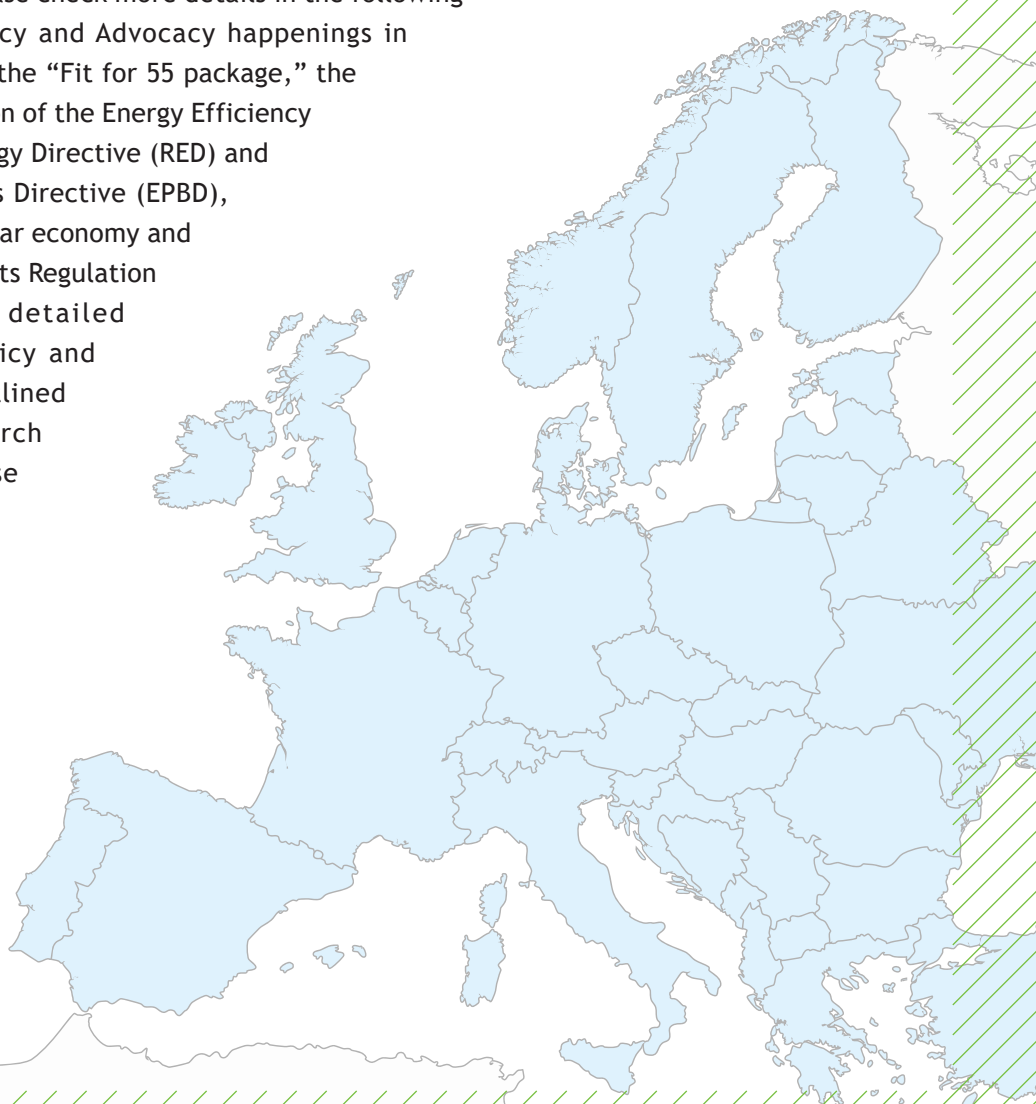 check more details in the following
cy and Advocacy happenings in
the “Fit for 55 package,” the
n of the Energy Efficiency
gy Directive (RED) and
s Directive (EPBD),
ar economy and
ts Regulation
detailed
icy and
lined
rch
se